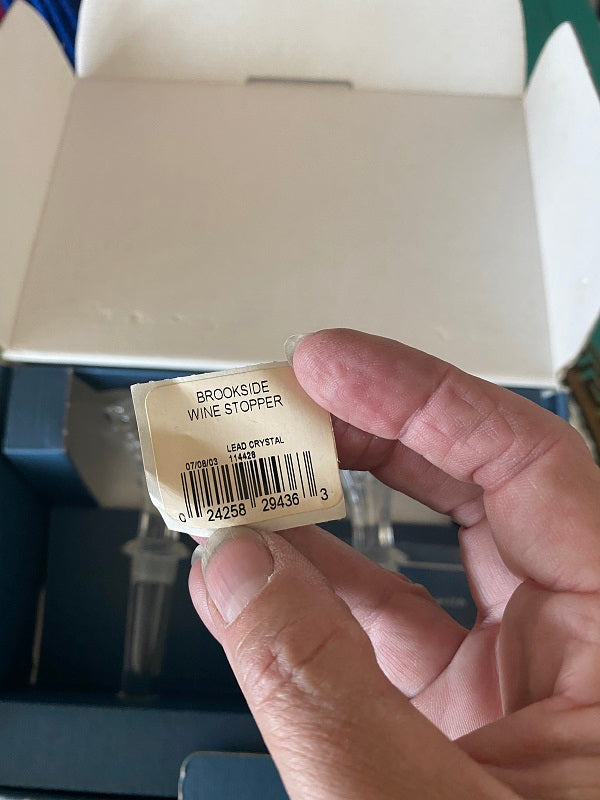 BROOKSIDE
WINE STOPPER
LEAD CRYSTAL
07/08/03 114428
0 24258 29436 3